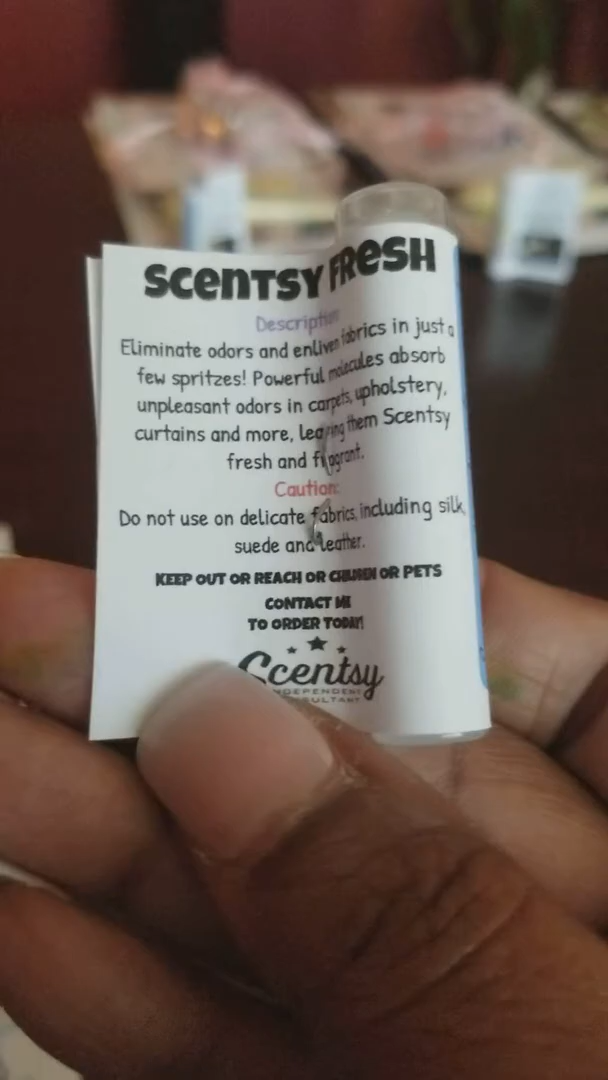 SCENTSY FRESH
Description
Eliminate odors and enliven fabrics in just a
few spritzes! Powerful molecules absorb
unpleasant odors in carpets, upholstery,
curtains and more, leaving them Scentsy
fresh and fragrant.
Caution:
Do not use on delicate fabrics, including silk,
suede and leather.
KEEP OUT OR REACH OR CHILDREN OR PETS
CONTACT ME
TO ORDER TODAY!
Scentsy
INDEPENDENT
CONSULTANT